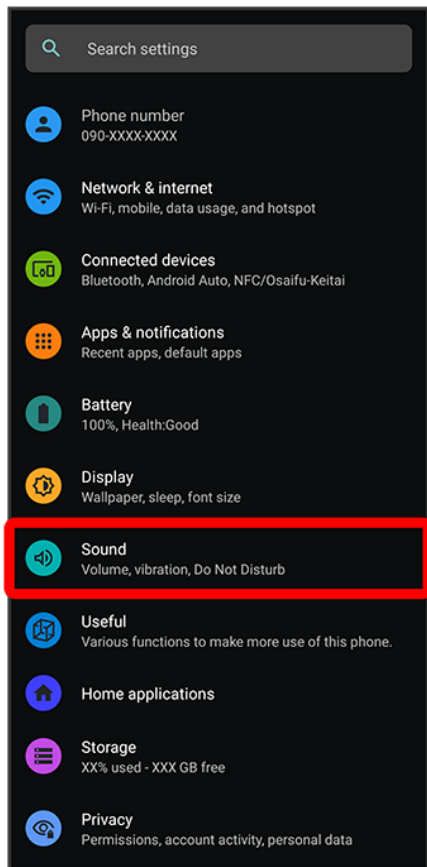 Search settings
Phone number
090-XXXX-XXXX
Network & internet
Wi-Fi, mobile, data usage, and hotspot
Connected devices
Bluetooth, Android Auto, NFC/Osaifu-Keitai
Apps & notifications
Recent apps, default apps
Battery
100%, Health:Good
Display
Wallpaper, sleep, font size
Sound
Volume, vibration, Do Not Disturb
Useful
Various functions to make more use of this phone.
Home applications
Storage
XX% used - XXX GB free
Privacy
Permissions, account activity, personal data